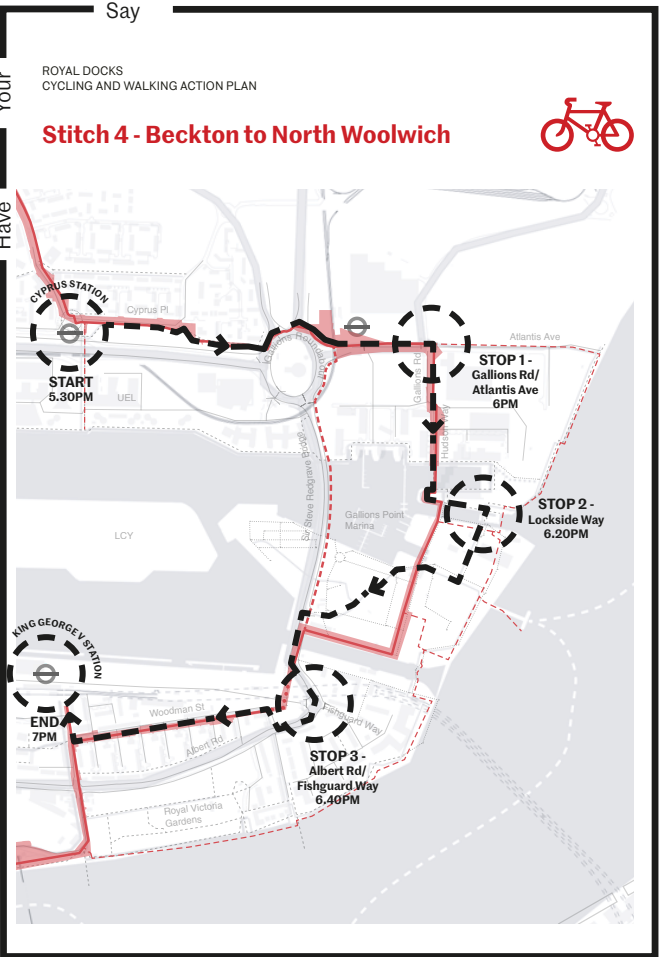 Say
Your
Have
ROYAL DOCKS
CYCLING AND WALKING ACTION PLAN
Stitch 4 - Beckton to North Woolwich
CYPRUS STATION
START
5.30PM
Cyprus Pl
UEL
Gallions Roundabout
Gallions Rd
Atlantis Ave
STOP 1 -
Gallions Rd/
Atlantis Ave
6PM
Hudson Way
Sir Steve Redgrave Bridge
STOP 2 -
Lockside Way
6.20PM
Gallions Point
Marina
LCY
KING GEORGE V STATION
END
7PM
Woodman St
Albert Rd
Fishguard Way
STOP 3 -
Albert Rd/
Fishguard Way
6.40PM
Royal Victoria
Gardens